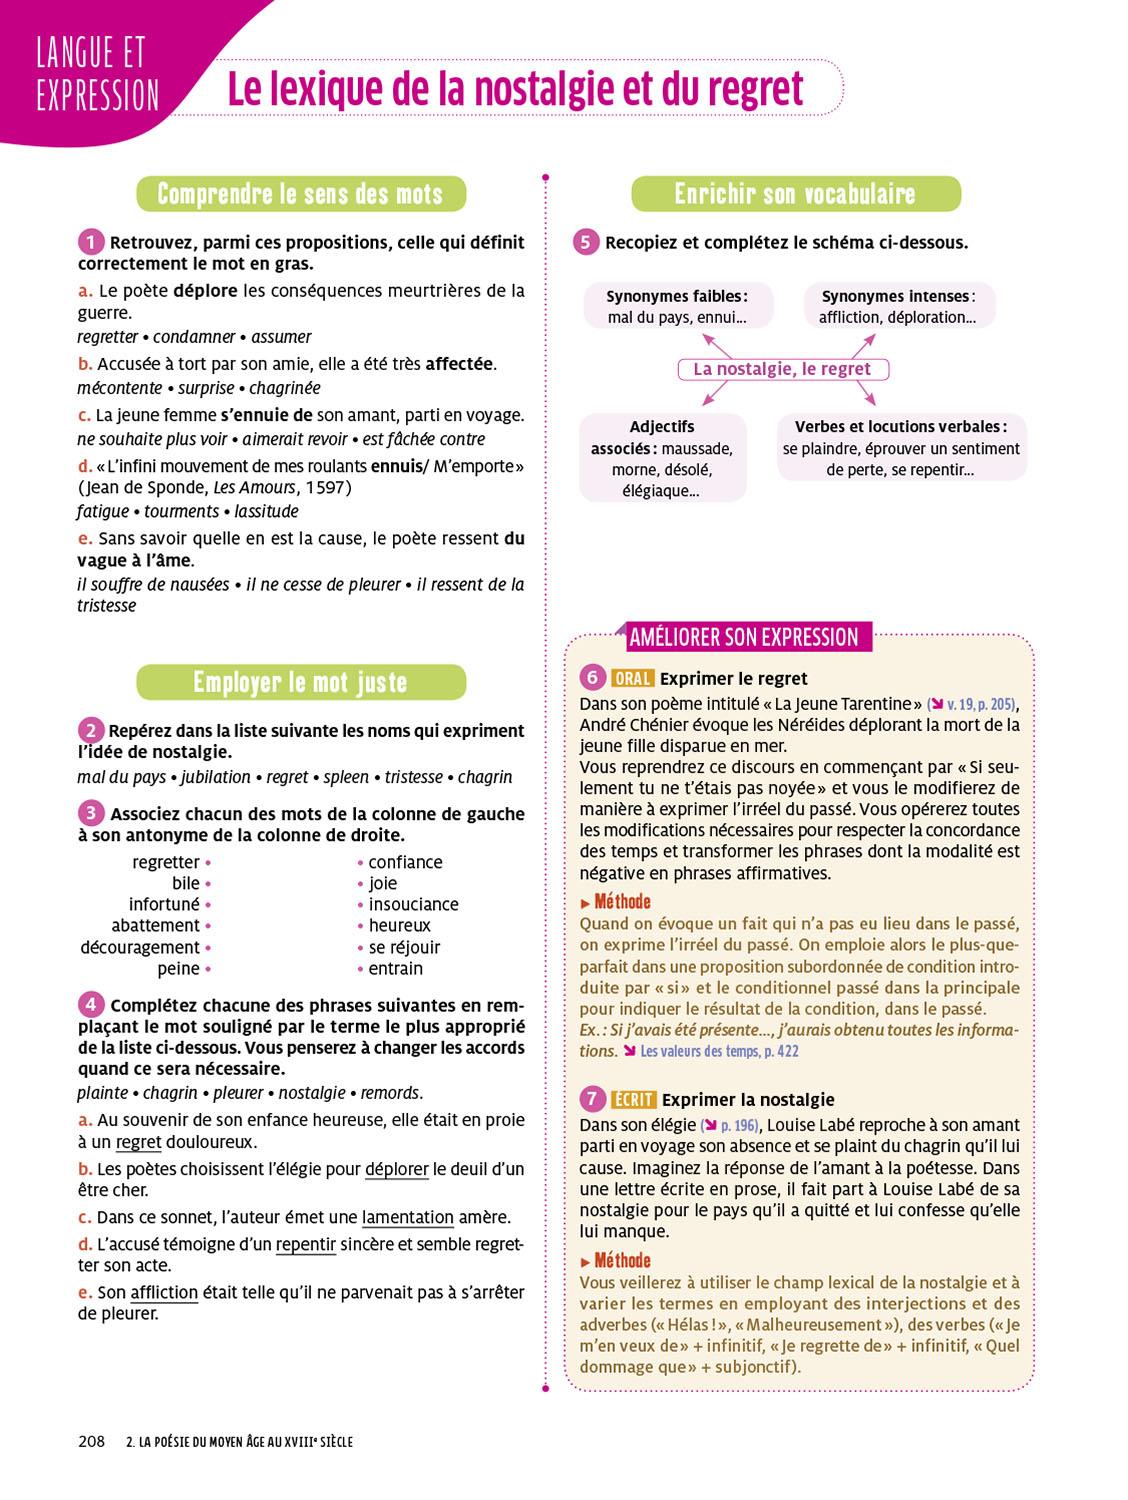 LANGUE ET
EXPRESSION
Le lexique de la nostalgie et du regret
Comprendre le sens des mots
1 Retrouvez, parmi ces propositions, celle qui définit
correctement le mot en gras.
a. Le poète déplore les conséquences meurtrières de la
guerre.
regretter • condamner • assumer
b. Accusée à tort par son amie, elle a été très affectée.
mécontente • surprise • chagrinée
c. La jeune femme s'ennuie de son amant, parti en voyage.
ne souhaite plus voir • aimerait revoir • est fâchée contre
d. « L'infini mouvement de mes roulants ennuis/ M'emporte »
(Jean de Sponde, Les Amours, 1597)
fatigue • tourments • lassitude
e. Sans savoir quelle en est la cause, le poète ressent du
vague à l'âme.
il souffre de nausées • il ne cesse de pleurer • il ressent de la
tristesse
Employer le mot juste
2 Repérez dans la liste suivante les noms qui expriment
l'idée de nostalgie.
mal du pays • jubilation • regret • spleen • tristesse • chagrin
3 Associez chacun des mots de la colonne de gauche
à son antonyme de la colonne de droite.
regretter • • confiance
bile • • joie
infortuné • • insouciance
abattement • • heureux
découragement • • se réjouir
peine • • entrain
4 Complétez chacune des phrases suivantes en rem-
plaçant le mot souligné par le terme le plus approprié
de la liste ci-dessous. Vous penserez à changer les accords
quand ce sera nécessaire.
plainte • chagrin • pleurer • nostalgie • remords.
a. Au souvenir de son enfance heureuse, elle était en proie
à un regret douloureux.
b. Les poètes choisissent l'élégie pour déplorer le deuil d'un
être cher.
c. Dans ce sonnet, l'auteur émet une lamentation amère.
d. L'accusé témoigne d'un repentir sincère et semble regret-
ter son acte.
e. Son affliction était telle qu'il ne parvenait pas à s'arrêter
de pleurer.
Enrichir son vocabulaire
5 Recopiez et complétez le schéma ci-dessous.
Synonymes faibles :
mal du pays, ennui...
Synonymes intenses :
affliction, déploration...
La nostalgie, le regret
Adjectifs
associés : maussade,
morne, désolé,
élégiaque...
Verbes et locutions verbales :
se plaindre, éprouver un sentiment
de perte, se repentir...
AMÉLIORER SON EXPRESSION
6 ORAL Exprimer le regret
Dans son poème intitulé « La Jeune Tarentine » (➘ v. 19, p. 205),
André Chénier évoque les Néréides déplorant la mort de la
jeune fille disparue en mer.
Vous reprendrez ce discours en commençant par « Si seu-
lement tu ne t'étais pas noyée » et vous le modifierez de
manière à exprimer l'irréel du passé. Vous opérerez toutes
les modifications nécessaires pour respecter la concordance
des temps et transformer les phrases dont la modalité est
négative en phrases affirmatives.
► Méthode
Quand on évoque un fait qui n'a pas eu lieu dans le passé,
on exprime l'irréel du passé. On emploie alors le plus-que-
parfait dans une proposition subordonnée de condition intro-
duite par « si » et le conditionnel passé dans la principale
pour indiquer le résultat de la condition, dans le passé.
Ex. : Si j'avais été présente..., j'aurais obtenu toutes les informa-
tions. ➘ Les valeurs des temps, p. 422
7 ÉCRIT Exprimer la nostalgie
Dans son élégie (➘ p. 196), Louise Labé reproche à son amant
parti en voyage son absence et se plaint du chagrin qu'il lui
cause. Imaginez la réponse de l'amant à la poétesse. Dans
une lettre écrite en prose, il fait part à Louise Labé de sa
nostalgie pour le pays qu'il a quitté et lui confesse qu'elle
lui manque.
► Méthode
Vous veillerez à utiliser le champ lexical de la nostalgie et à
varier les termes en employant des interjections et des
adverbes (« Hélas ! », « Malheureusement »), des verbes (« Je
m'en veux de » + infinitif, « Je regrette de » + infinitif, « Quel
dommage que » + subjonctif).
208 2. LA POÉSIE DU MOYEN ÂGE AU XVIIIe SIÈCLE